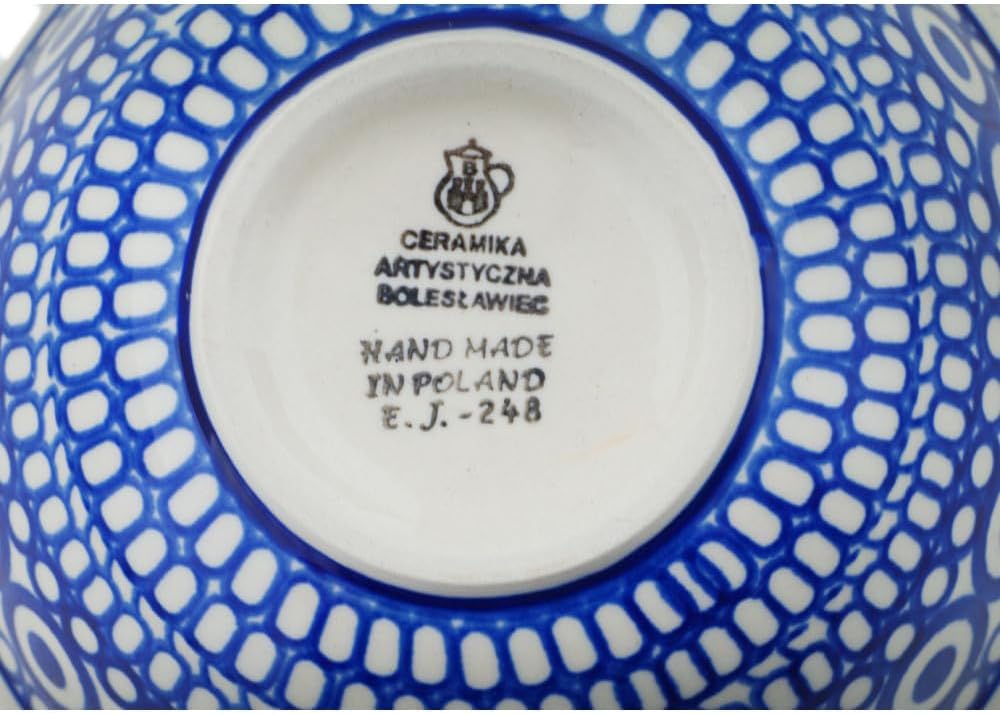 B
CERAMIKA
ARTYSTYCZNA
BOLESŁAWIEC
HAND MADE
IN POLAND
E. J. - 248